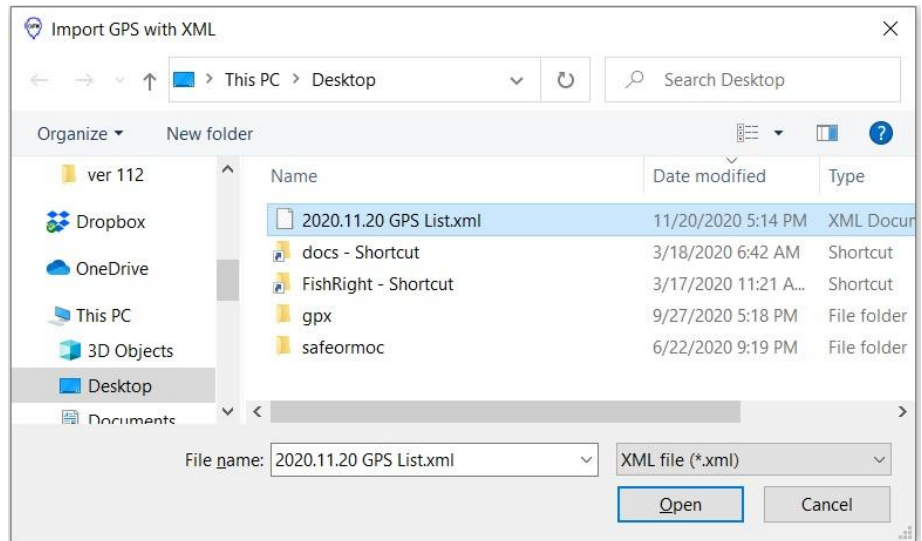 Import GPS with XML
This PC > Desktop
Search Desktop
Organize
New folder
ver 112
Dropbox
OneDrive
This PC
3D Objects
Desktop
Documents
Name Date modified Type
2020.11.20 GPS List.xml 11/20/2020 5:14 PM XML Docur
docs - Shortcut 3/18/2020 6:42 AM Shortcut
FishRight - Shortcut 3/17/2020 11:21 A... Shortcut
gpx 9/27/2020 5:18 PM File folder
safeormoc 6/22/2020 9:19 PM File folder
File name: 2020.11.20 GPS List.xml XML file (*.xml)
Open Cancel